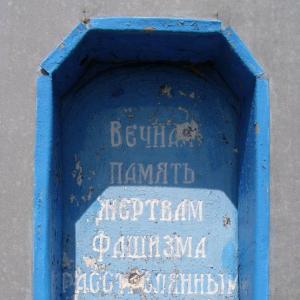 Вечная
память
жертвам
фашизма
расстрелянным